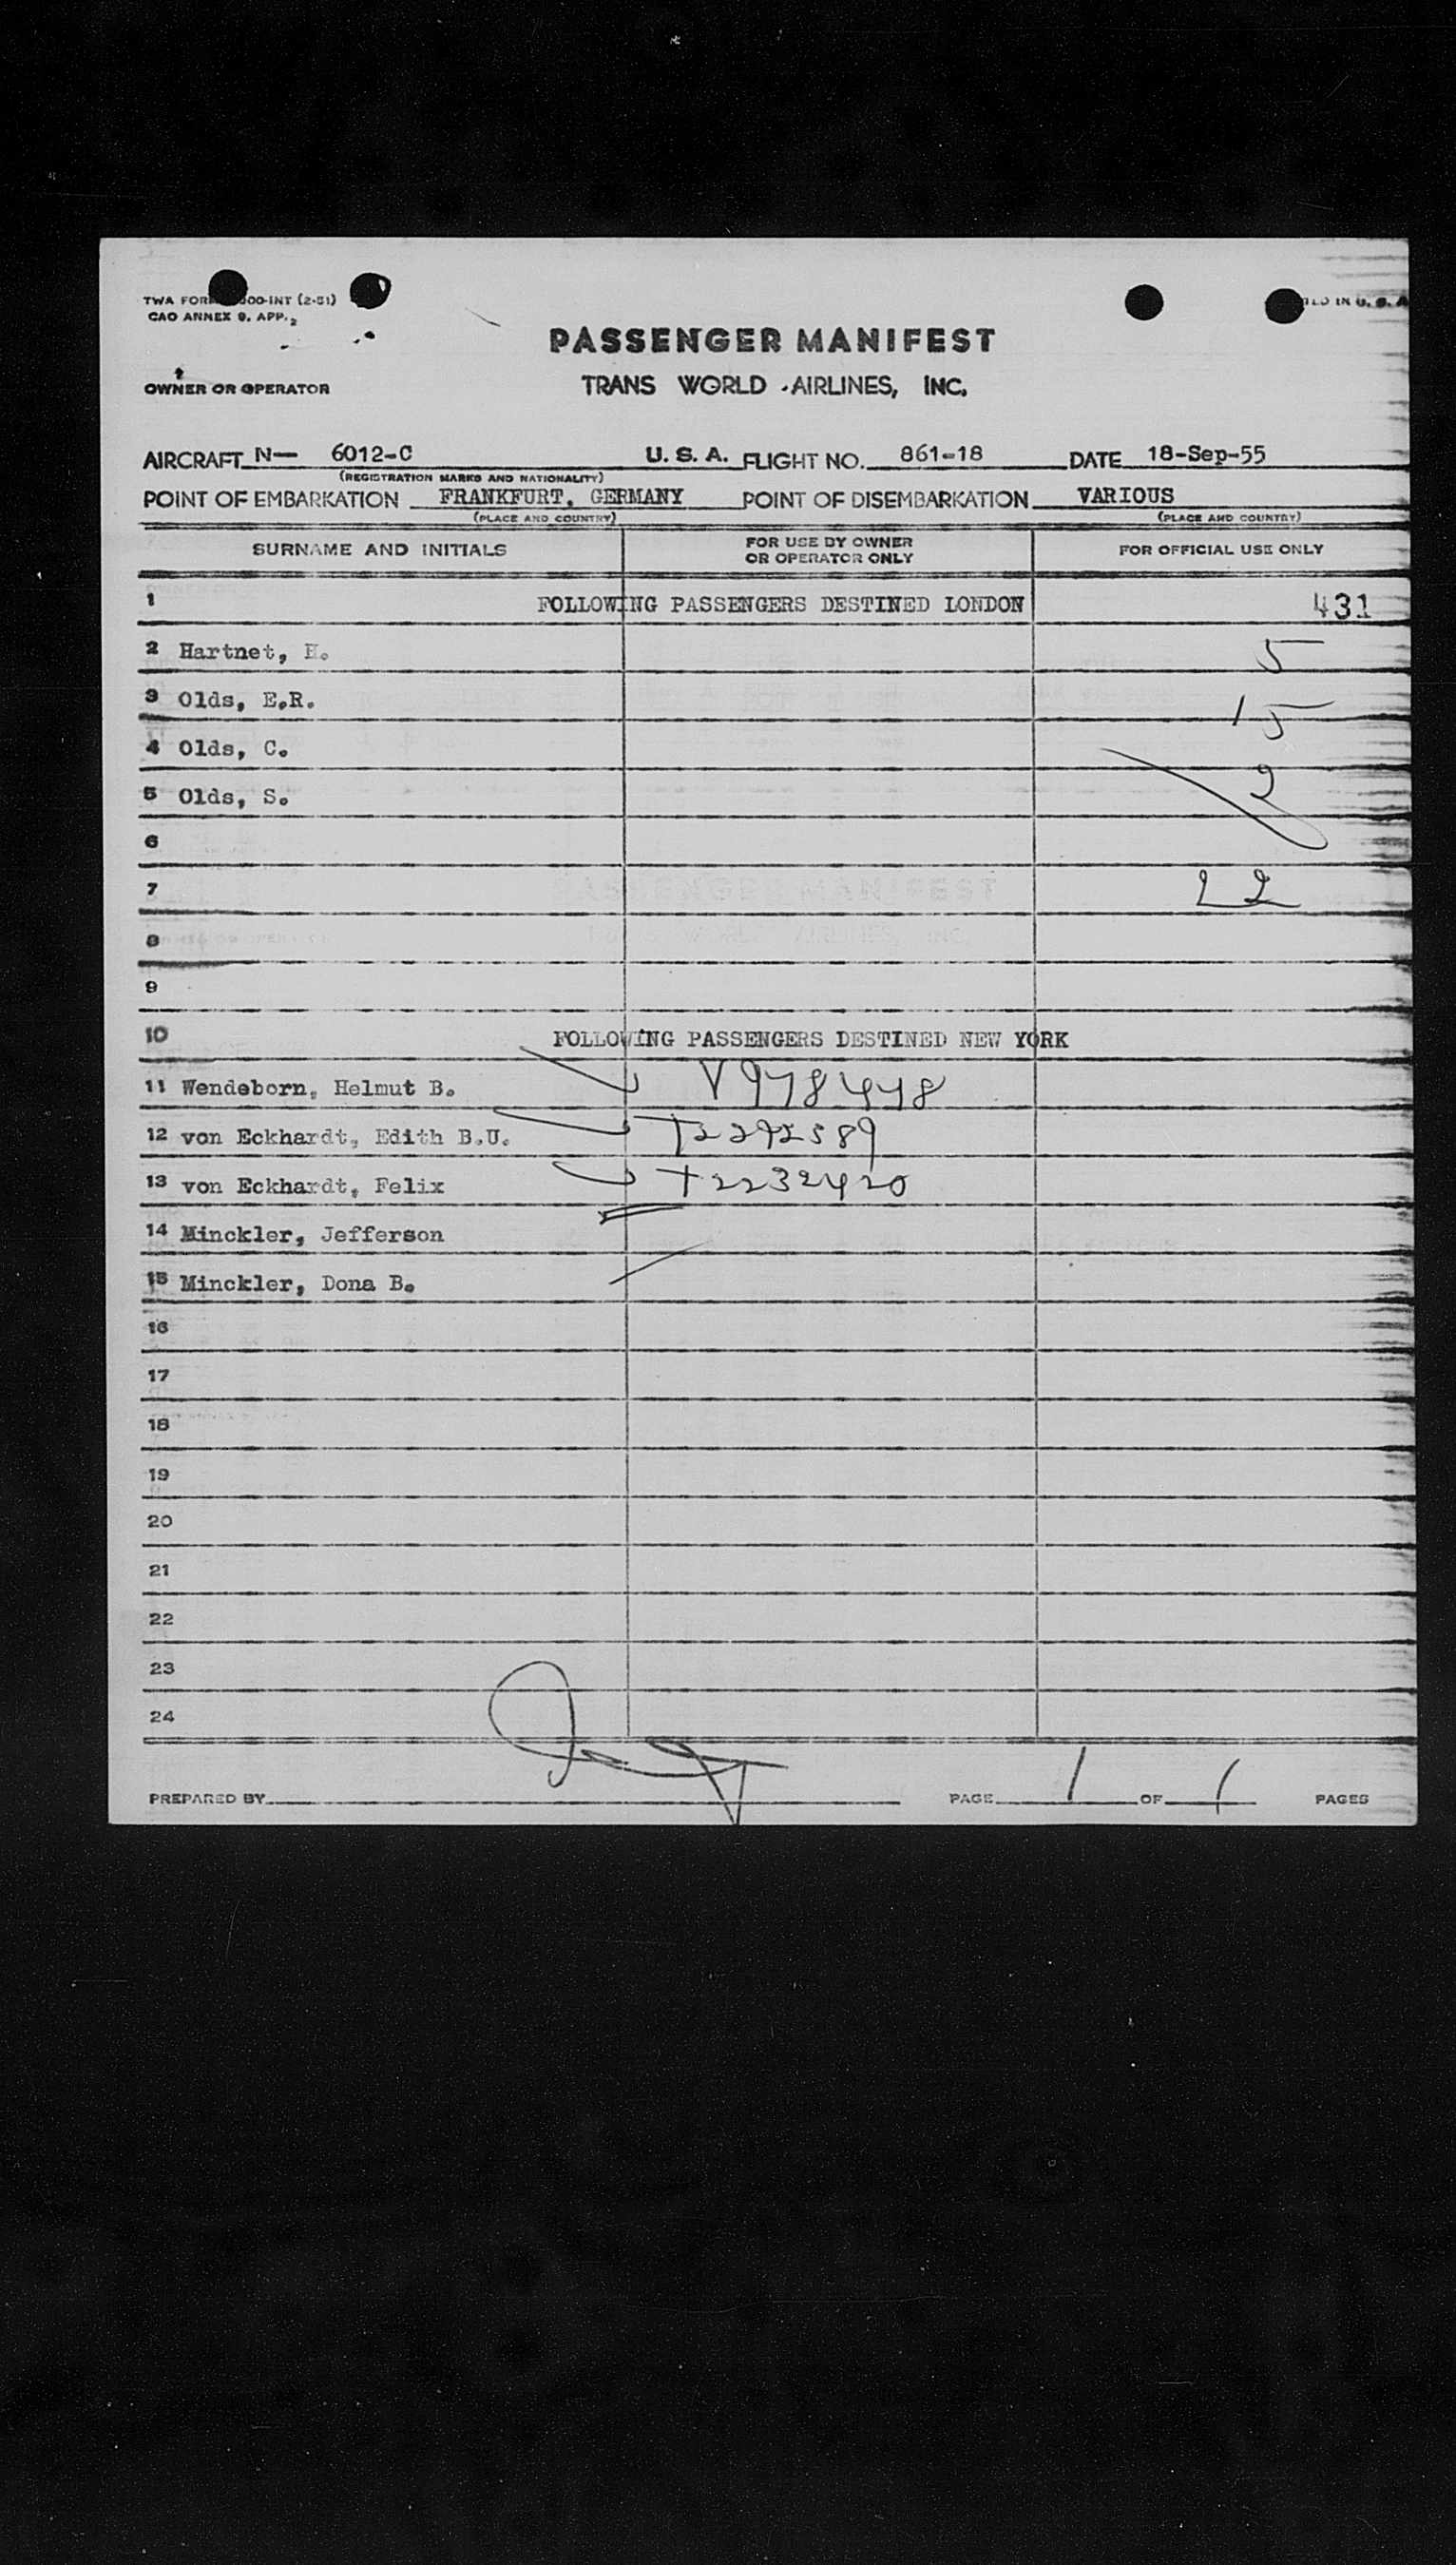 TWA FORM 00-INT (2-51)
CAO ANNEX 9, APP. 2
IN U. S. A
PASSENGER MANIFEST
OWNER OR OPERATOR
TRANS WORLD AIRLINES, INC.
AIRCRAFT N— 6012-C U. S. A. FLIGHT NO. 861-18 DATE 18-Sep-55
(REGISTRATION MARKS AND NATIONALITY)
POINT OF EMBARKATION FRANKFURT, GERMANY POINT OF DISEMBARKATION VARIOUS
(PLACE AND COUNTRY) (PLACE AND COUNTRY)
SURNAME AND INITIALS FOR USE BY OWNER OR OPERATOR ONLY FOR OFFICIAL USE ONLY
1 FOLLOWING PASSENGERS DESTINED LONDON 431
2 Hartnet, H. 5
3 Olds, E.R. 15
4 Olds, C.
5 Olds, S. 2
6
7 22
8
9
10 FOLLOWING PASSENGERS DESTINED NEW YORK
11 Wendeborn, Helmut B. V978448
12 von Eckhardt, Edith B.U. T2292589
13 von Eckhardt, Felix T2232420
14 Minckler, Jefferson
15 Minckler, Dona B.
16
17
18
19
20
21
22
23
24
PREPARED BY PAGE 1 OF 1 PAGES